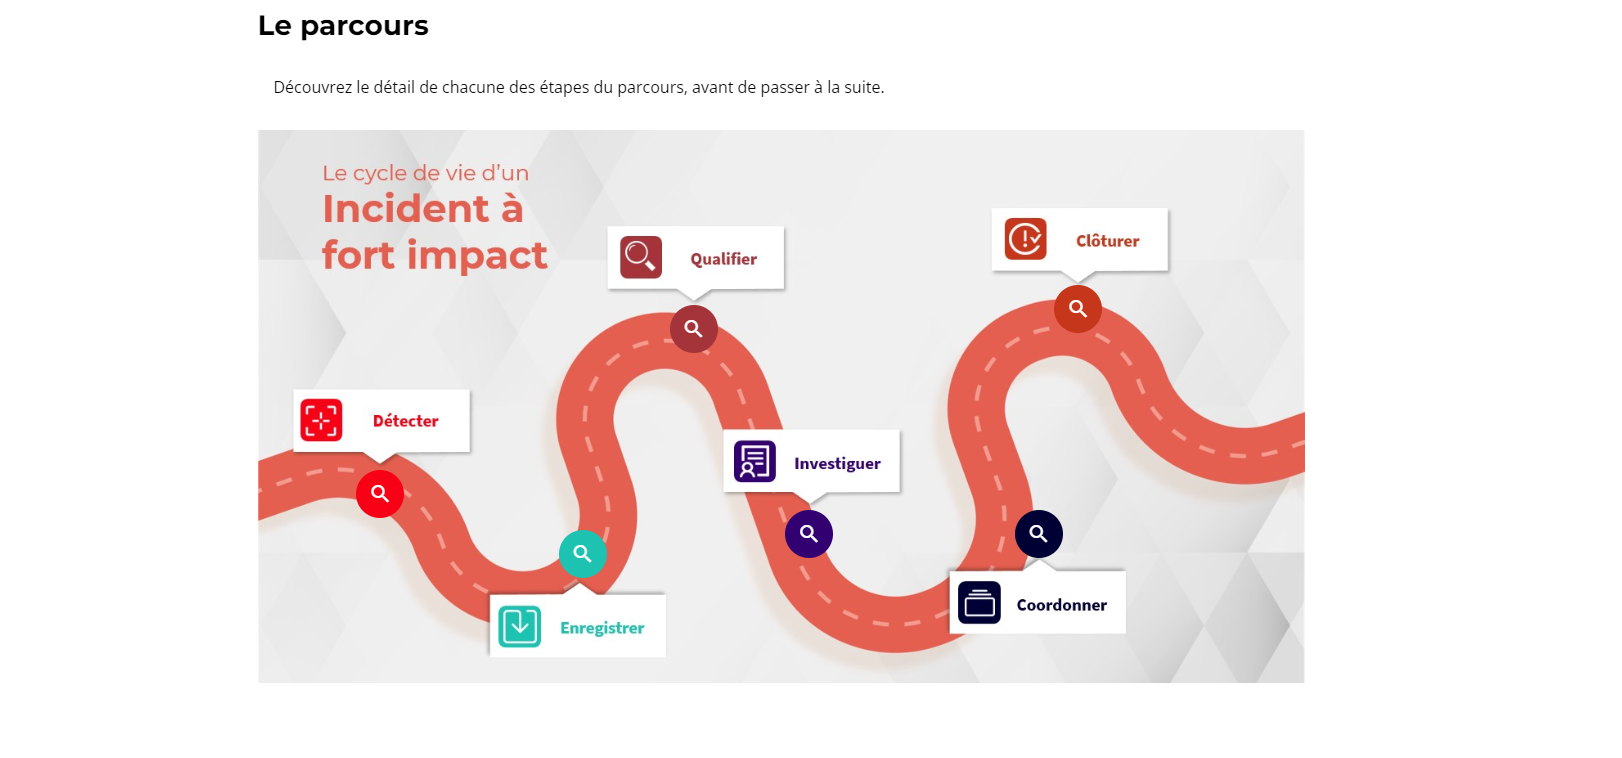 Le parcours
Découvrez le détail de chacune des étapes du parcours, avant de passer à la suite.
Le cycle de vie d'un
Incident à
fort impact
Qualifier
Clôturer
Détecter
Investiguer
Coordonner
Enregistrer